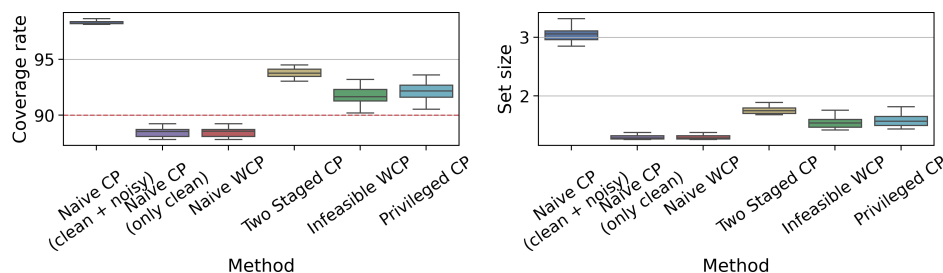 Coverage rate
95
90
Naive CP
(clean + noisy)
Naive CP
(only clean)
Naive WCP
Two Staged CP
Infeasible WCP
Privileged CP
Method
Set size
3
2
Naive CP
(clean + noisy)
Naive CP
(only clean)
Naive WCP
Two Staged CP
Infeasible WCP
Privileged CP
Method